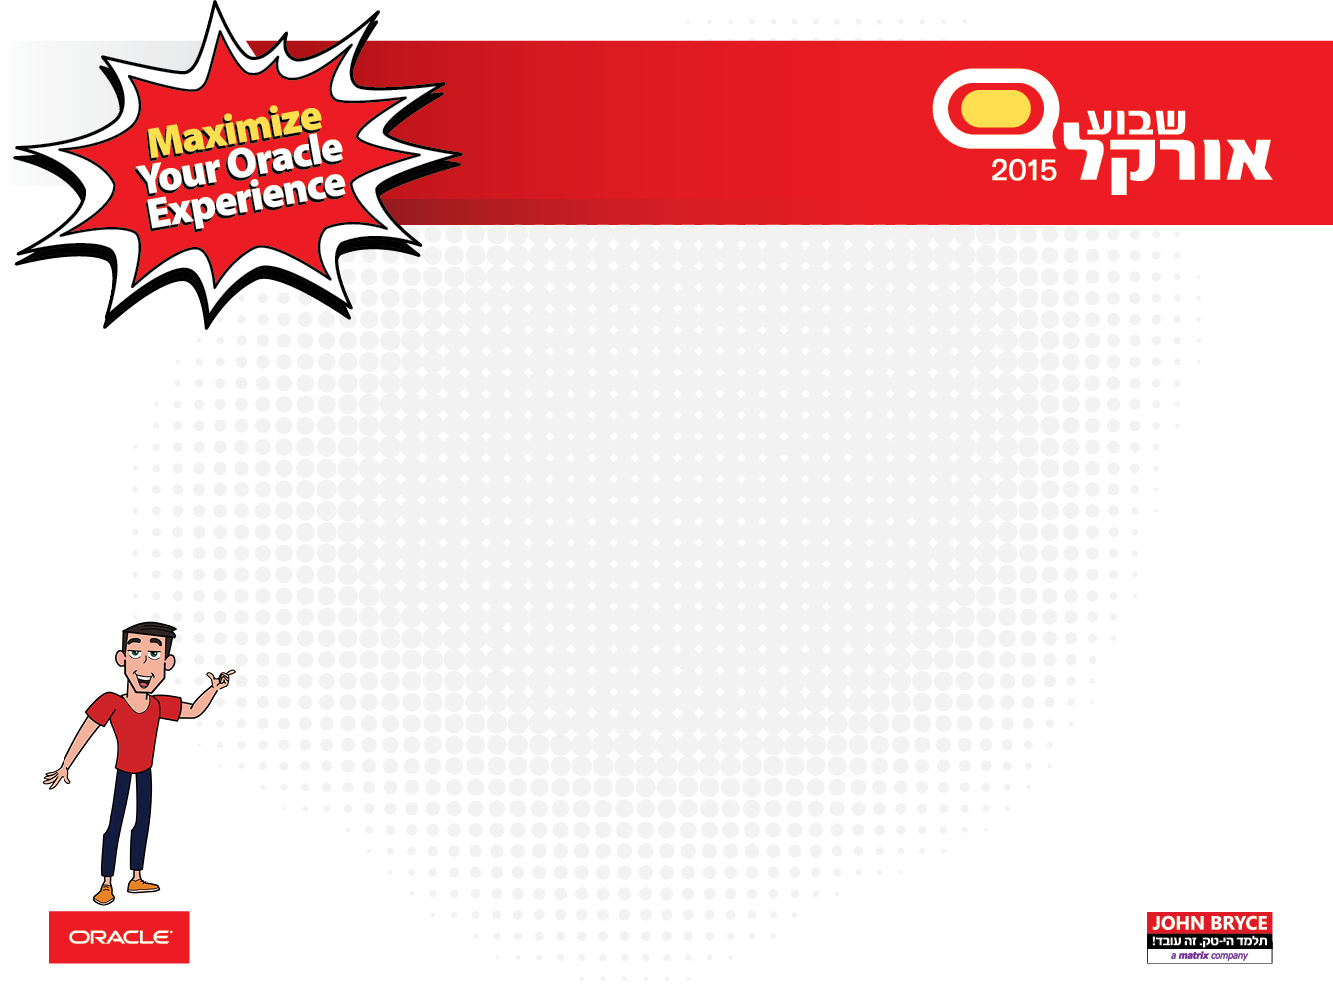 Maximize
Your Oracle
Experience
שבוע
אורקל
2015
ORACLE
JOHN BRYCE
תלמד הי-טק. זה עובד!
a matrix company